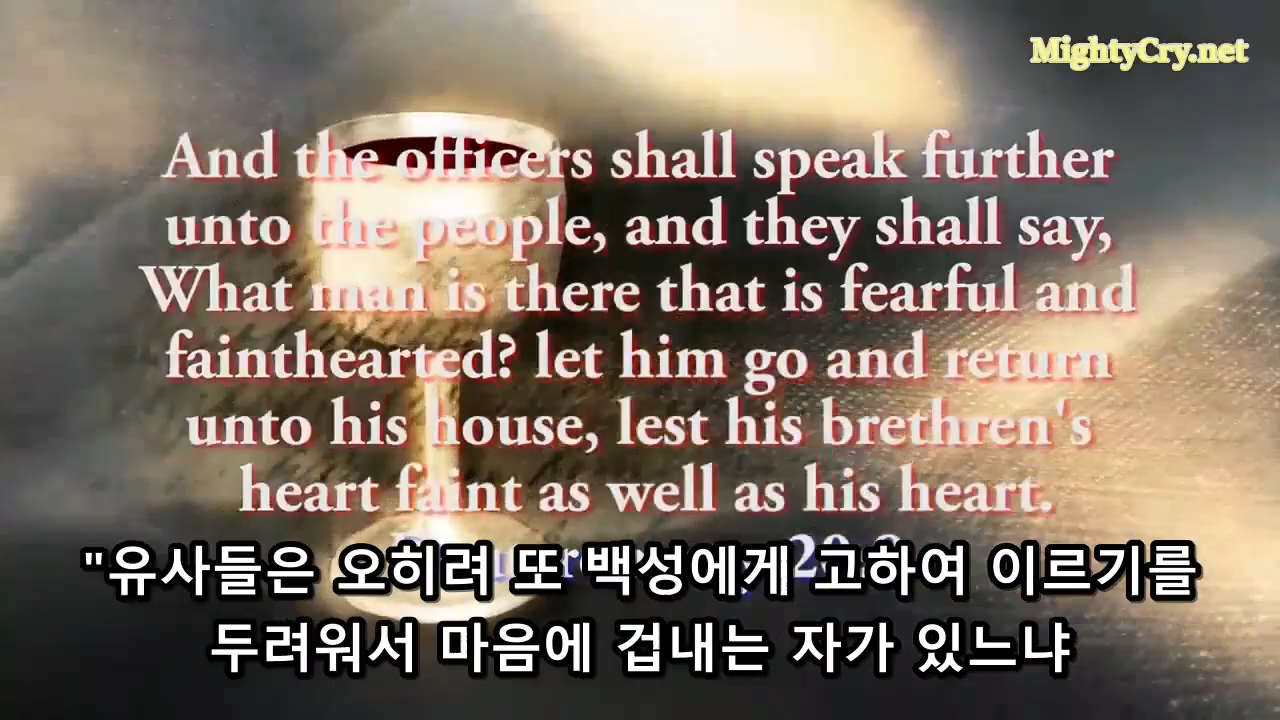 MightyCry.net
And the officers shall speak further
unto the people, and they shall say,
What man is there that is fearful and
fainthearted? let him go and return
unto his house, lest his brethren's
heart faint as well as his heart.
"유사들은 오히려 또 백성에게 고하여 이르기를
두려워서 마음에 겁내는 자가 있느냐